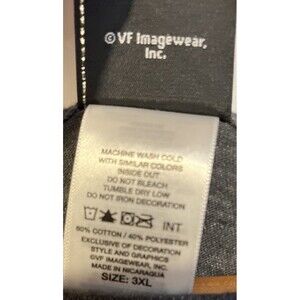 ©VF Imagewear,
Inc.
MACHINE WASH COLD
WITH SIMILAR COLORS
INSIDE OUT
DO NOT BLEACH
TUMBLE DRY LOW
DO NOT IRON DECORATION
INT
60% COTTON / 40% POLYESTER
EXCLUSIVE OF DECORATION
STYLE AND GRAPHICS
©VF IMAGEWEAR, INC.
MADE IN NICARAGUA
SIZE: 3XL